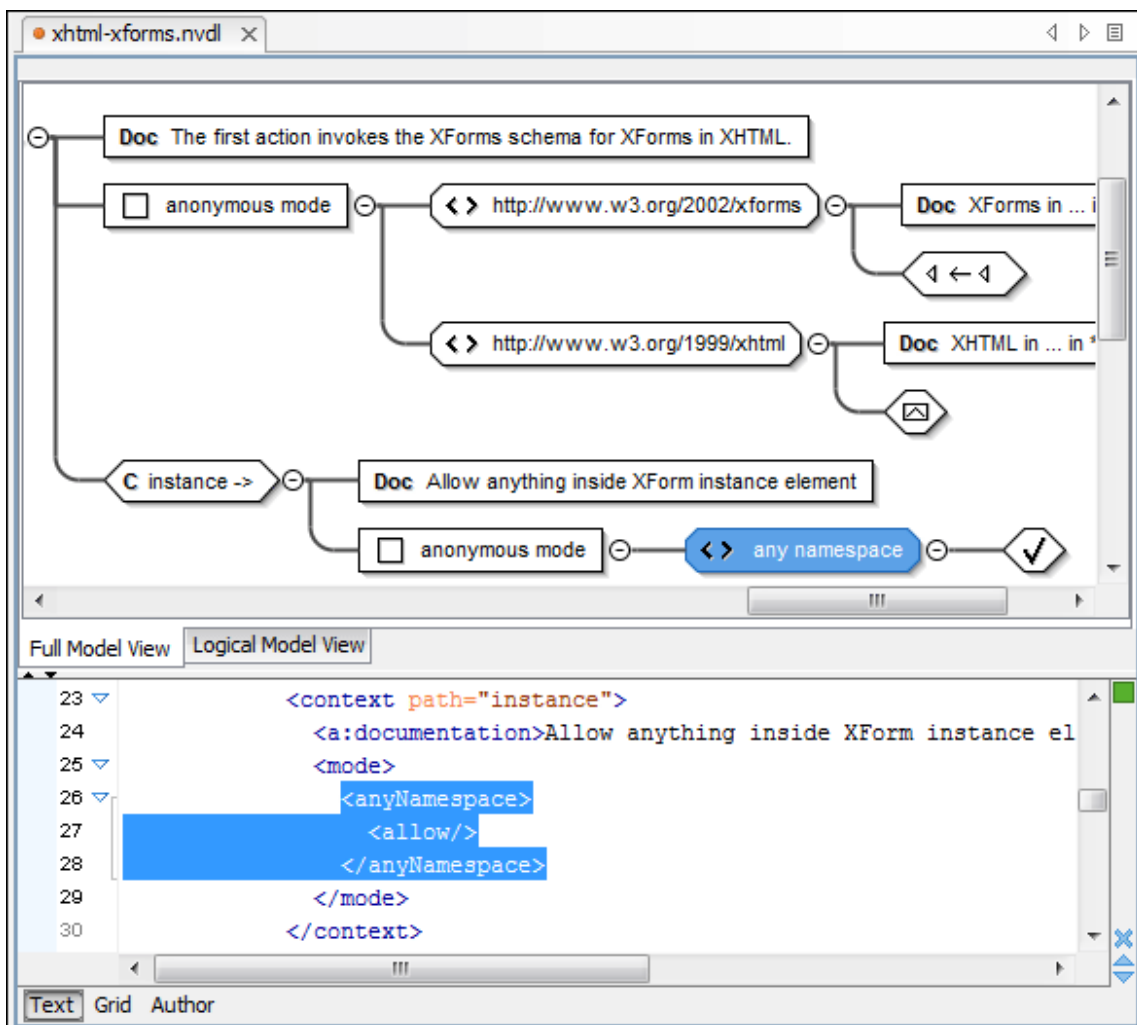 xhtml-xforms.nvdl
Doc The first action invokes the XForms schema for XForms in XHTML.
anonymous mode
http://www.w3.org/2002/xforms
Doc XForms in ... i
http://www.w3.org/1999/xhtml
Doc XHTML in ... in *
C instance ->
Doc Allow anything inside XForm instance element
anonymous mode
<> any namespace
Full Model View
Logical Model View
23 <context path="instance">
24 <a:documentation>Allow anything inside XForm instance el
25 <mode>
26 <anyNamespace>
27 <allow/>
28 </anyNamespace>
29 </mode>
30 </context>
Text Grid Author